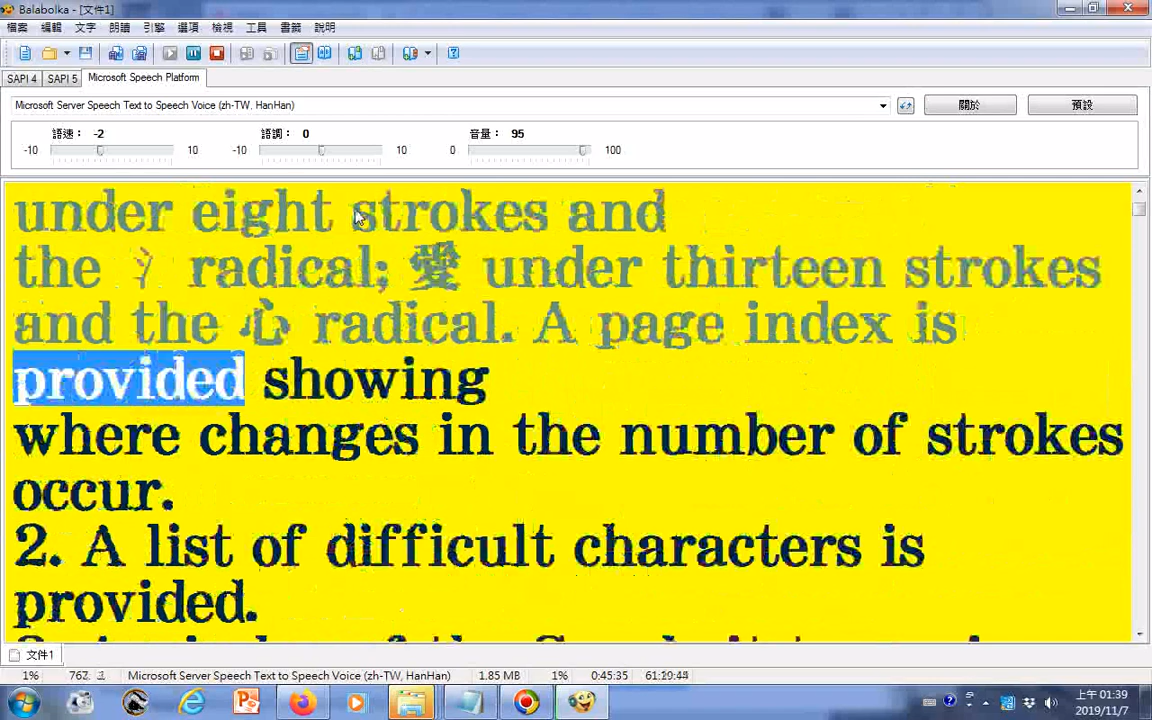 Balabolka - [文件1]
檔案 編輯 文字 朗讀 引擎 選項 檢視 工具 書籤 說明
SAPI 4 SAPI 5 Microsoft Speech Platform
Microsoft Server Speech Text to Speech Voice (zh-TW, HanHan) 關於 預設
語速： -2 語調： 0 音量： 95
-10 10 -10 10 0 100
under eight strokes and
the 冫 radical; 愛 under thirteen strokes
and the 心 radical. A page index is
provided showing
where changes in the number of strokes
occur.
2. A list of difficult characters is
provided.
文件1
1% Microsoft Server Speech Text to Speech Voice (zh-TW, HanHan) 1.85 MB 1% 0:45:35 61:29:44
上午 01:39
2019/11/7